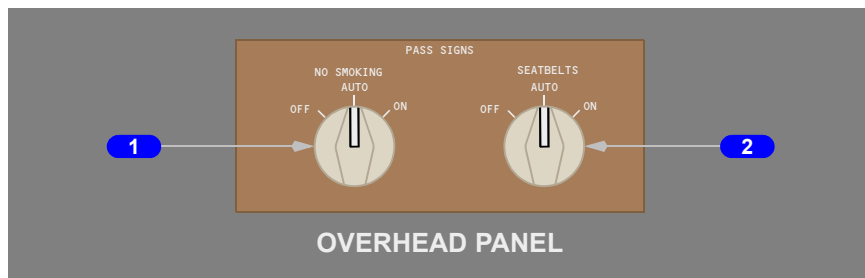 PASS SIGNS
NO SMOKING
AUTO
OFF
ON
SEATBELTS
AUTO
OFF
ON
1
2
OVERHEAD PANEL